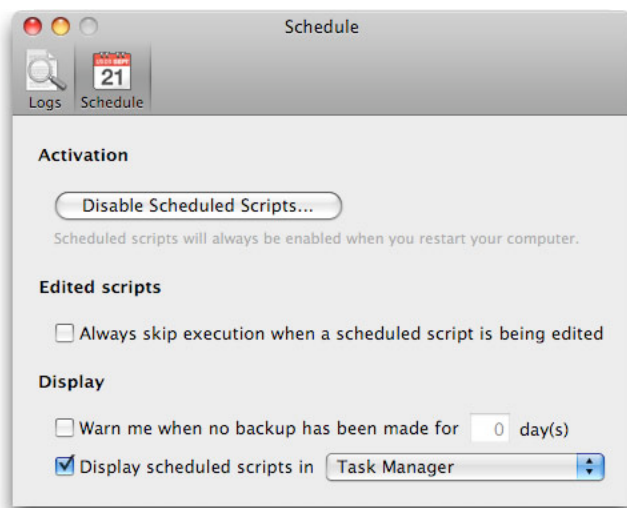 Schedule
21
Logs Schedule
Activation
Disable Scheduled Scripts...
Scheduled scripts will always be enabled when you restart your computer.
Edited scripts
Always skip execution when a scheduled script is being edited
Display
Warn me when no backup has been made for 0 day(s)
Display scheduled scripts in Task Manager